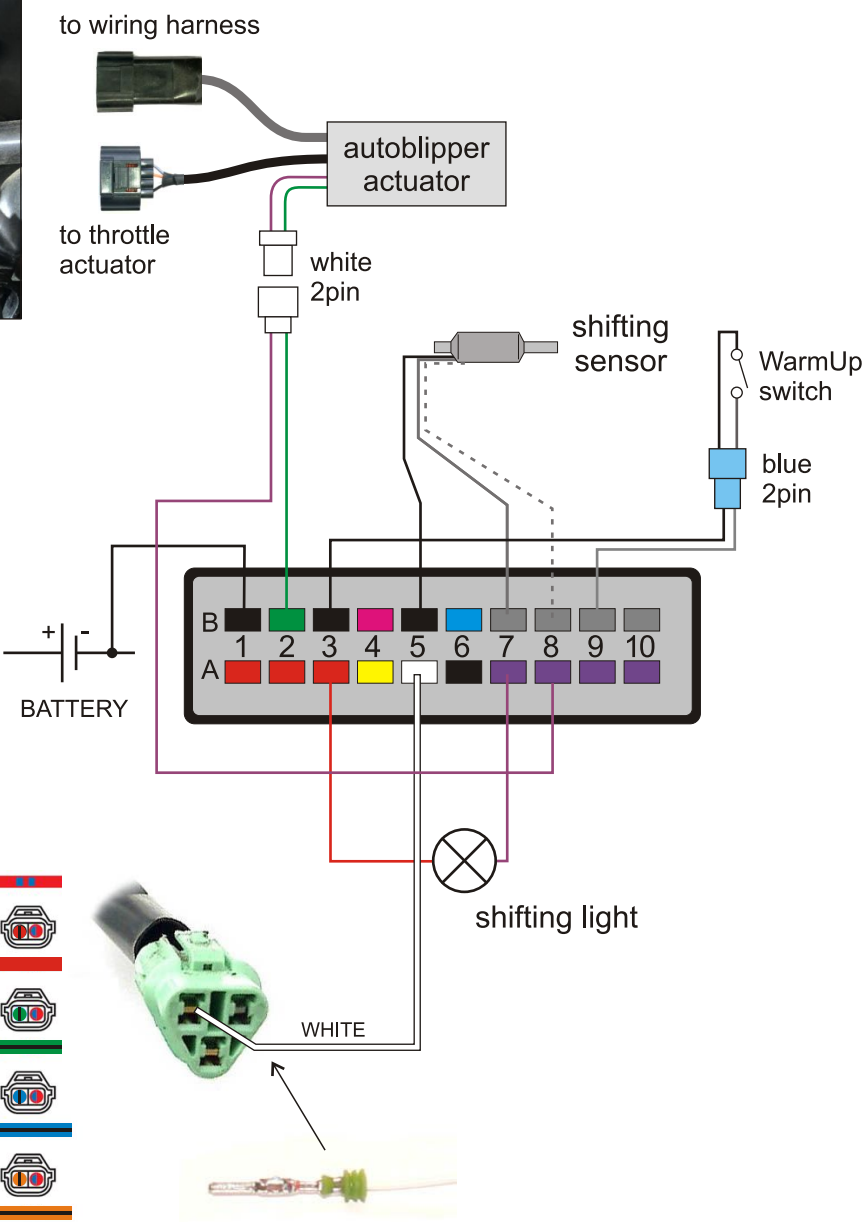 to wiring harness
autoblipper
actuator
to throttle
actuator
white
2pin
shifting
sensor
WarmUp
switch
blue
2pin
B
1 2 3 4 5 6 7 8 9 10
A
+ -
BATTERY
shifting light
WHITE